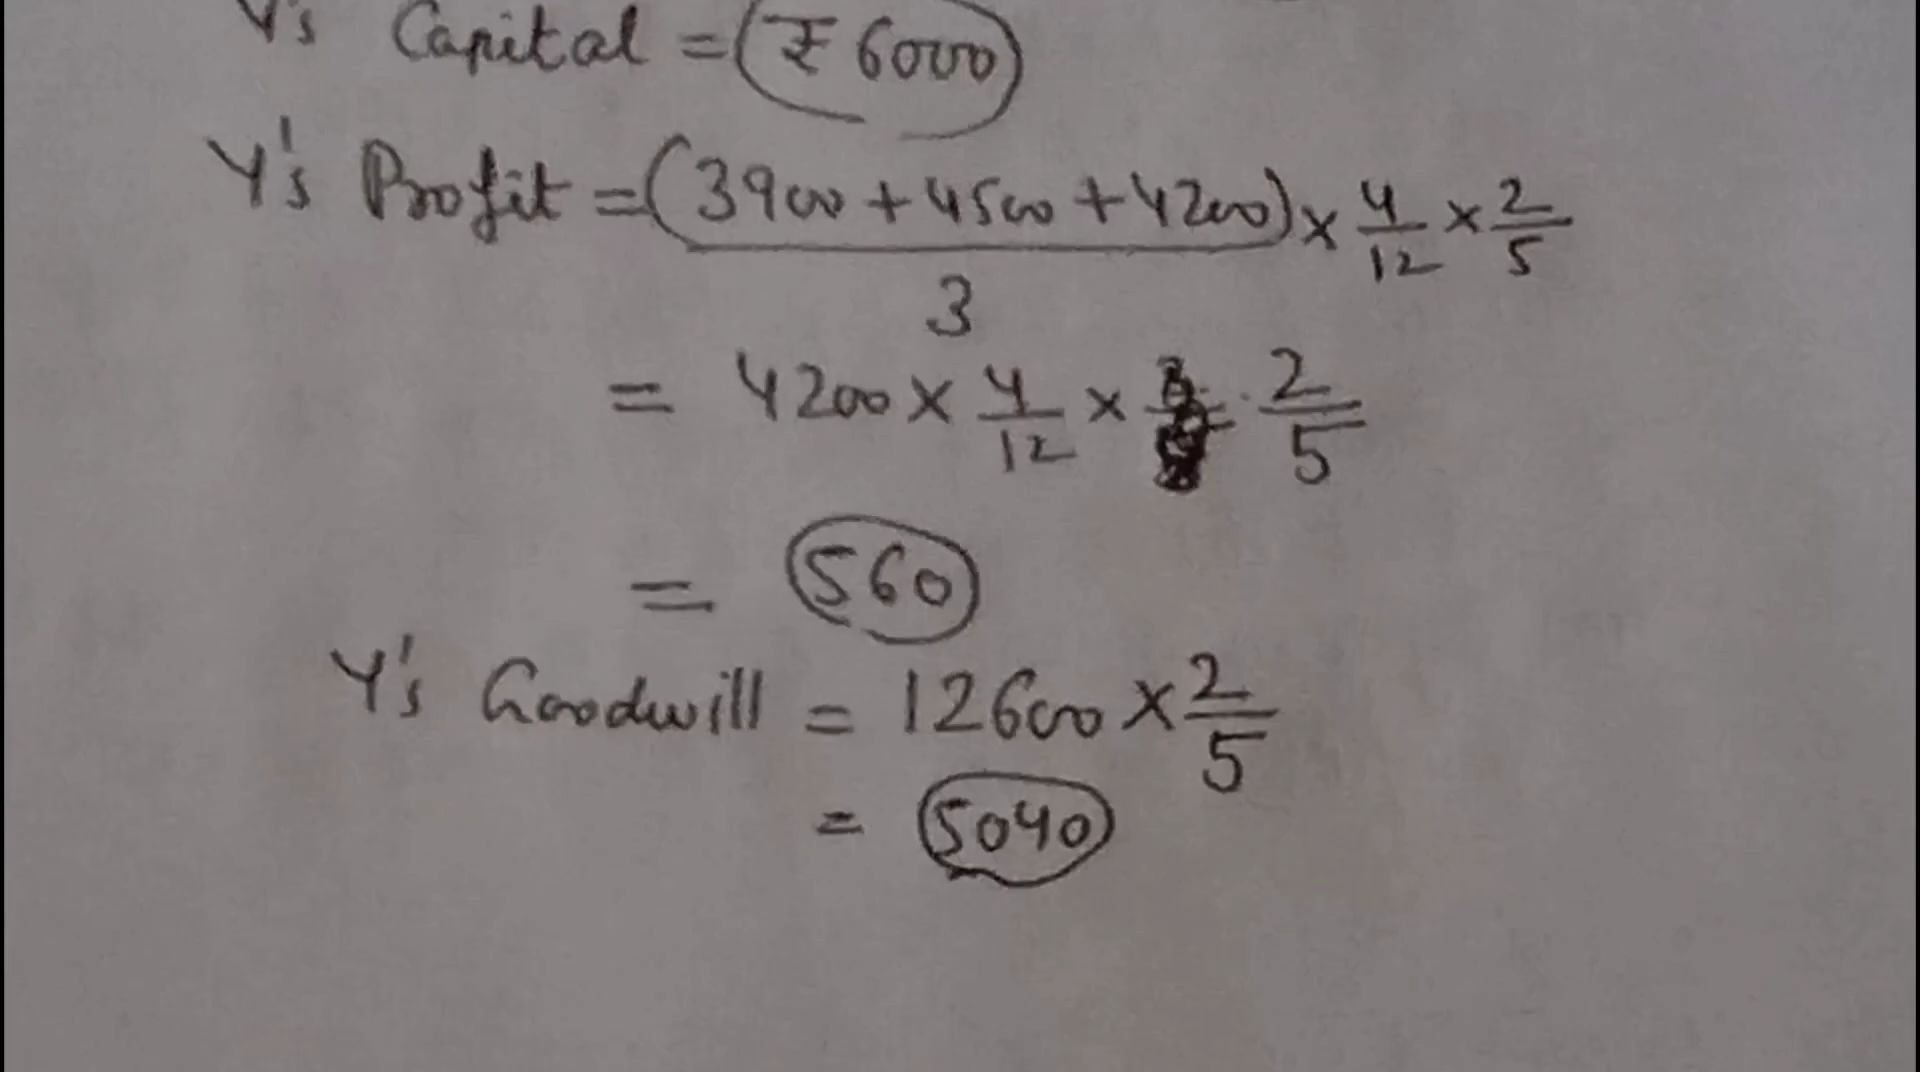 Y's Capital = ₹ 6000
Y's Profit = (3900 + 4500 + 4200) / 3 × 4/12 × 2/5
= 4200 × 4/12 × 2/5
= 560
Y's Goodwill = 12600 × 2/5
= 5040